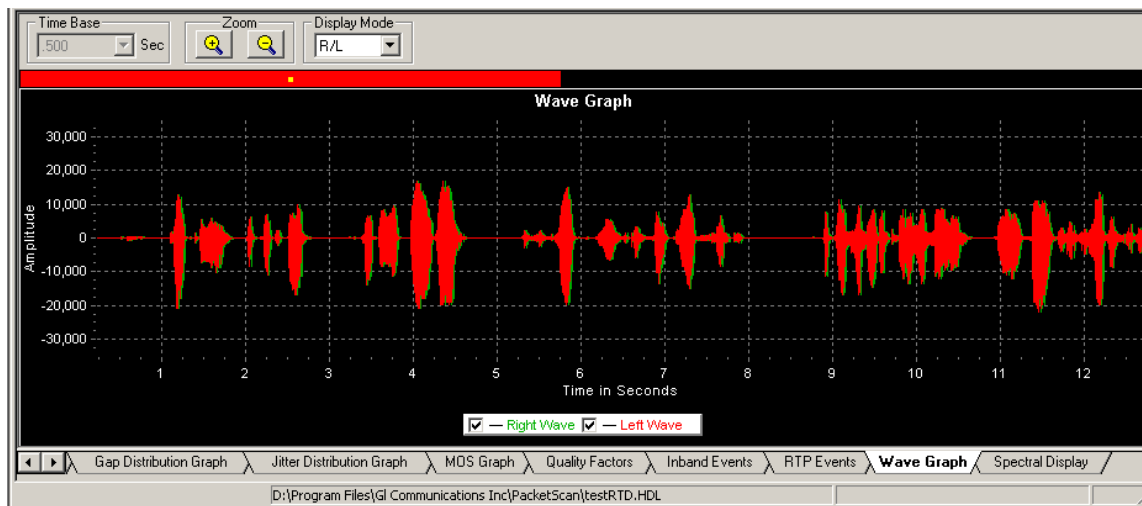 Time Base Zoom Display Mode
.500 Sec R/L
Wave Graph
30,000
20,000
10,000
0
-10,000
-20,000
-30,000
Amplitude
1 2 3 4 5 6 7 8 9 10 11 12
Time in Seconds
Right Wave Left Wave
Gap Distribution Graph Jitter Distribution Graph MOS Graph Quality Factors Inband Events RTP Events Wave Graph Spectral Display
D:\Program Files\Gl Communications Inc\PacketScan\testRTD.HDL